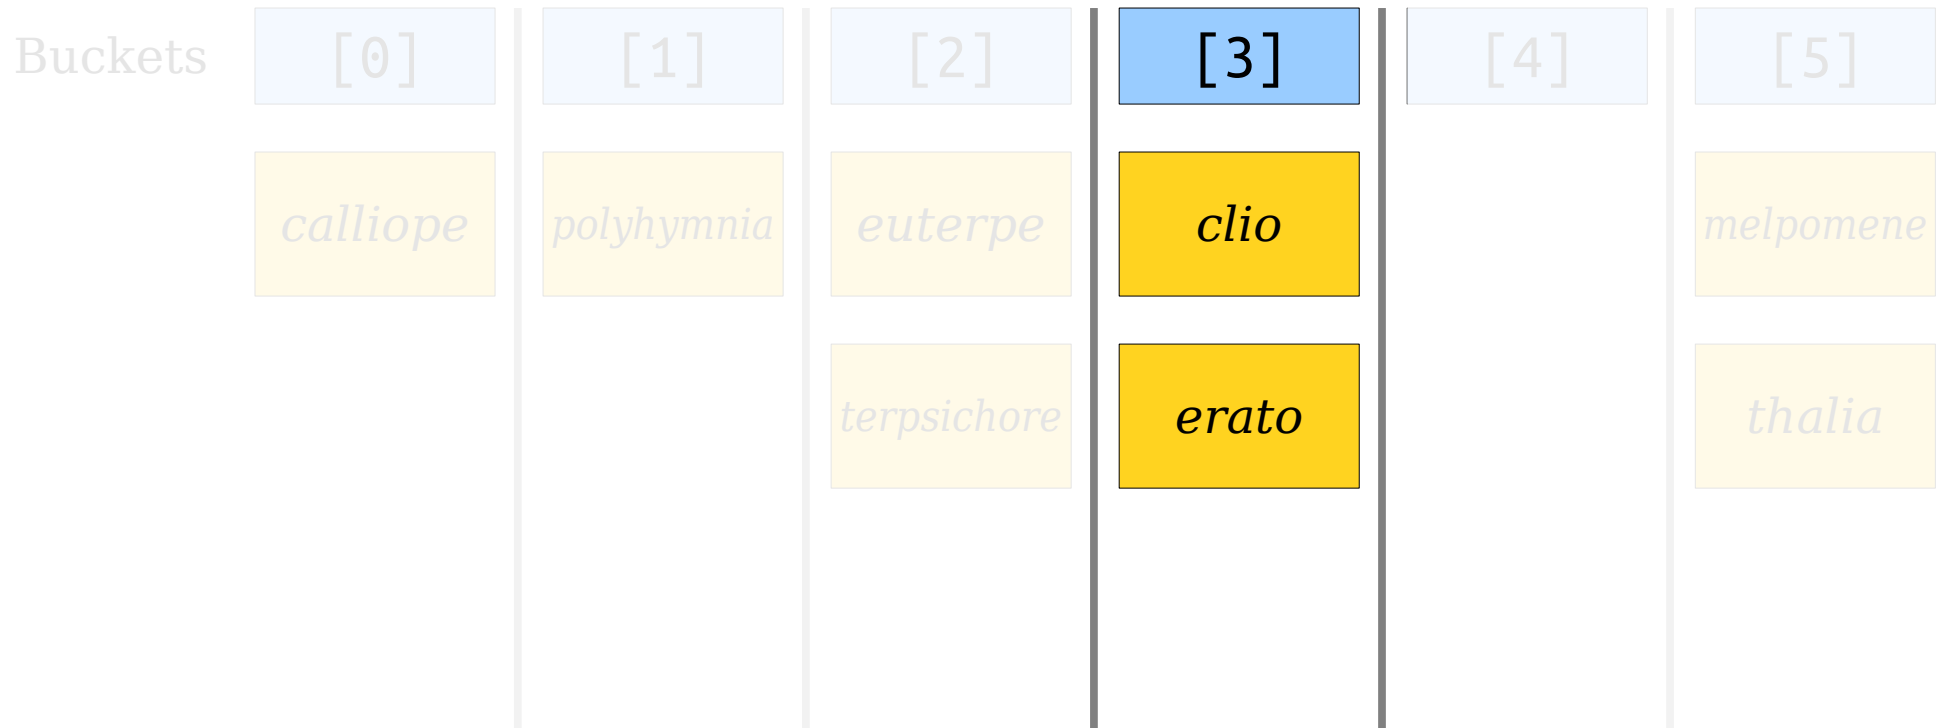 Buckets [0] [1] [2] [3] [4] [5]
calliope polyhymnia euterpe clio melpomene
terpsichore erato thalia